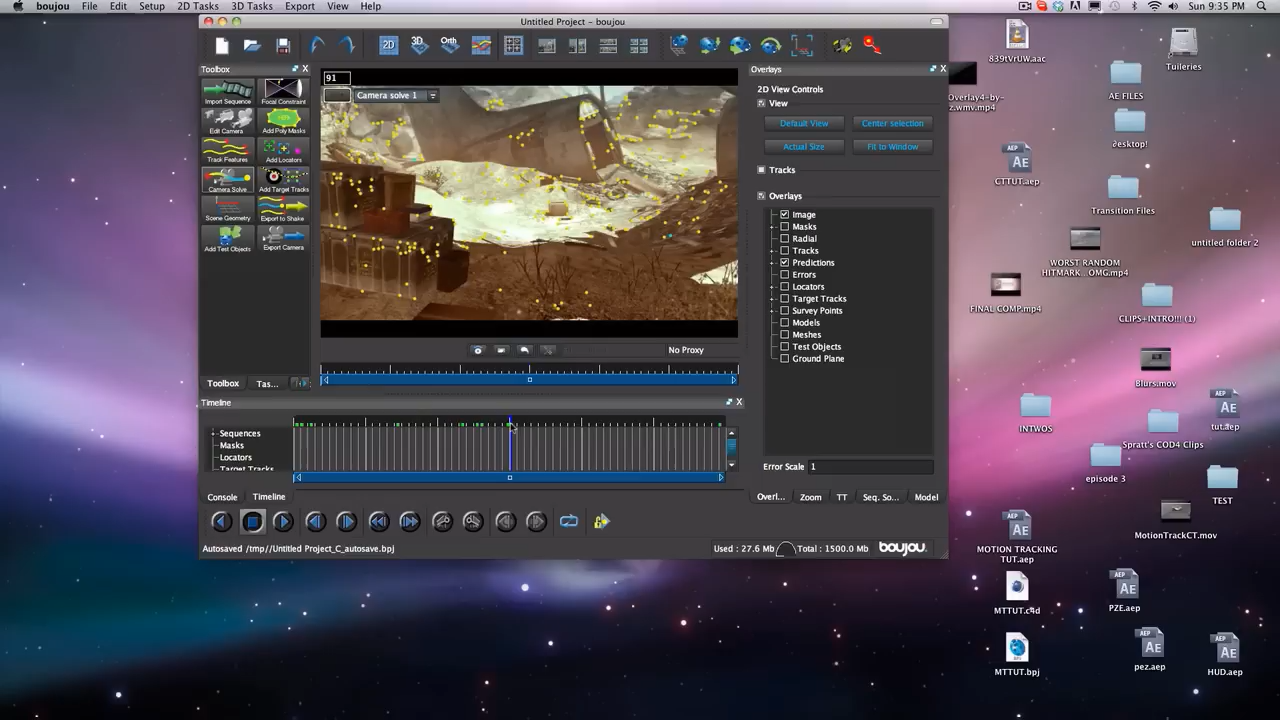 boujou File Edit Setup 2D Tasks 3D Tasks Export View Help
Sun 9:35 PM
Untitled Project – boujou
2D 3D Orth
Toolbox
Import Sequence
Focal Constraint
Edit Camera
Add Poly Masks
Track Features
Add Locators
Camera Solve
Add Target Tracks
Scene Geometry
Export to Shake
Add Test Objects
Export Camera
Toolbox Tas...
91
Camera solve 1
No Proxy
Overlays
2D View Controls
View
Default View Center selection
Actual Size Fit to Window
Tracks
Overlays
Image
Masks
Radial
Tracks
Predictions
Errors
Locators
Target Tracks
Survey Points
Models
Meshes
Test Objects
Ground Plane
Error Scale 1
Overl... Zoom TT Seq. So... Model
Timeline
Sequences
Masks
Locators
Target Tracks
Console Timeline
Autosaved /tmp//Untitled Project_C_autosave.bpj
Used : 27.6 Mb Total : 1500.0 Mb boujou
839tVrUW.aac
Tuileries
Overlay4-by-
z.wmv.mp4
AE FILES
desktop!
CTTUT.aep
Transition Files
untitled folder 2
WORST RANDOM
HITMARK...OMG.mp4
FINAL COMP.mp4
CLIPS+INTRO!!! (1)
Blurs.mov
INTWOS
Spratt's COD4 Clips
tut.aep
episode 3
TEST
MOTION TRACKING
TUT.aep
MotionTrackCT.mov
MTTUT.c4d
PZE.aep
MTTUT.bpj
pez.aep
HUD.aep